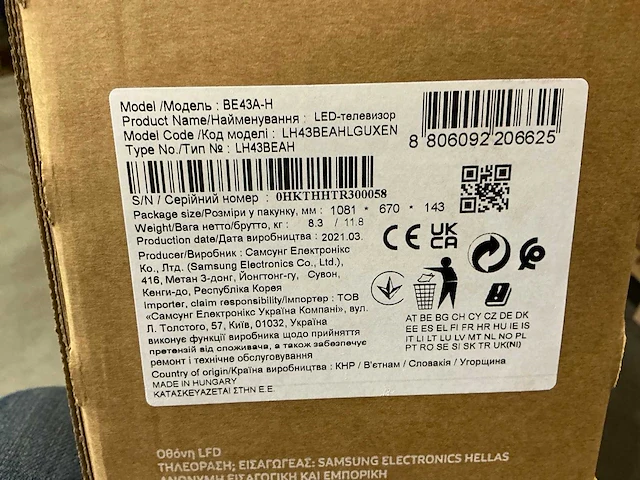 Model /Модель : BE43A-H
Product Name/Найменування : LED-телевизор
Model Code /Код моделі : LH43BEAHLGUXEN
Type No./Тип № : LH43BEAH
8 806092 206625
S/N / Серійний номер : 0HKTHHTR300058
Package size/Розміри у пакунку, мм : 1081 * 670 * 143
Weight/Вага нетто/брутто, кг : 8.3 / 11.8
Production date/Дата виробництва : 2021.03.
Producer/Виробник : Самсунг Електронікс
Ко., Лтд. (Samsung Electronics Co., Ltd.),
416, Метан 3-донг, Йонгтонг-гу, Сувон,
Кенги-до, Республіка Корея
Importer, claim responsibility/Імпортер : ТОВ
«Самсунг Електронікс Україна Компані», вул.
Л. Толстого, 57, Київ, 01032, Україна
виконує функції виробника щодо прийняття
претензій від споживача, а також забезпечує
ремонт і технічне обслуговування
Country of origin/Країна виробництва : КНР / В'єтнам / Словакія / Угорщина
MADE IN HUNGARY
ΚΑΤΑΣΚΕΥΑΖΕΤΑΙ ΣΤΗΝ Ε.Ε.
CE UK CA
AT BE BG CH CY CZ DE DK
EE ES EL FI FR HR HU IE IS
IT LI LT LU LV MT NL NO PL
PT RO SE SI SK TR UK(NI)
Οθόνη LFD
ΤΗΛΕΟΡΑΣΗ; ΕΙΣΑΓΩΓΕΑΣ: SAMSUNG ELECTRONICS HELLAS
ΑΝΩΝΥΜΗ ΕΙΣΑΓΩΓΙΚΗ ΚΑΙ ΕΜΠΟΡΙΚΗ